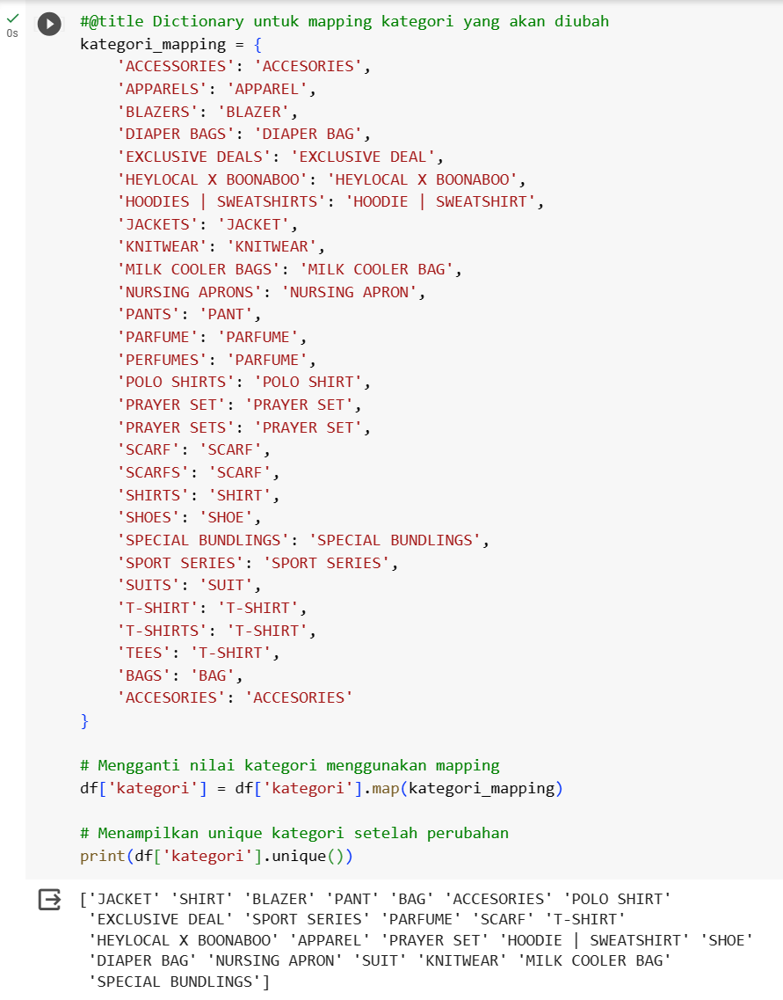 #@title Dictionary untuk mapping kategori yang akan diubah
0s
kategori_mapping = {
    'ACCESSORIES': 'ACCESORIES',
    'APPARELS': 'APPAREL',
    'BLAZERS': 'BLAZER',
    'DIAPER BAGS': 'DIAPER BAG',
    'EXCLUSIVE DEALS': 'EXCLUSIVE DEAL',
    'HEYLOCAL X BOONABOO': 'HEYLOCAL X BOONABOO',
    'HOODIES | SWEATSHIRTS': 'HOODIE | SWEATSHIRT',
    'JACKETS': 'JACKET',
    'KNITWEAR': 'KNITWEAR',
    'MILK COOLER BAGS': 'MILK COOLER BAG',
    'NURSING APRONS': 'NURSING APRON',
    'PANTS': 'PANT',
    'PARFUME': 'PARFUME',
    'PERFUMES': 'PARFUME',
    'POLO SHIRTS': 'POLO SHIRT',
    'PRAYER SET': 'PRAYER SET',
    'PRAYER SETS': 'PRAYER SET',
    'SCARF': 'SCARF',
    'SCARFS': 'SCARF',
    'SHIRTS': 'SHIRT',
    'SHOES': 'SHOE',
    'SPECIAL BUNDLINGS': 'SPECIAL BUNDLINGS',
    'SPORT SERIES': 'SPORT SERIES',
    'SUITS': 'SUIT',
    'T-SHIRT': 'T-SHIRT',
    'T-SHIRTS': 'T-SHIRT',
    'TEES': 'T-SHIRT',
    'BAGS': 'BAG',
    'ACCESORIES': 'ACCESORIES'
}
# Mengganti nilai kategori menggunakan mapping
df['kategori'] = df['kategori'].map(kategori_mapping)
# Menampilkan unique kategori setelah perubahan
print(df['kategori'].unique())
['JACKET' 'SHIRT' 'BLAZER' 'PANT' 'BAG' 'ACCESORIES' 'POLO SHIRT'
 'EXCLUSIVE DEAL' 'SPORT SERIES' 'PARFUME' 'SCARF' 'T-SHIRT'
 'HEYLOCAL X BOONABOO' 'APPAREL' 'PRAYER SET' 'HOODIE | SWEATSHIRT' 'SHOE'
 'DIAPER BAG' 'NURSING APRON' 'SUIT' 'KNITWEAR' 'MILK COOLER BAG'
 'SPECIAL BUNDLINGS']